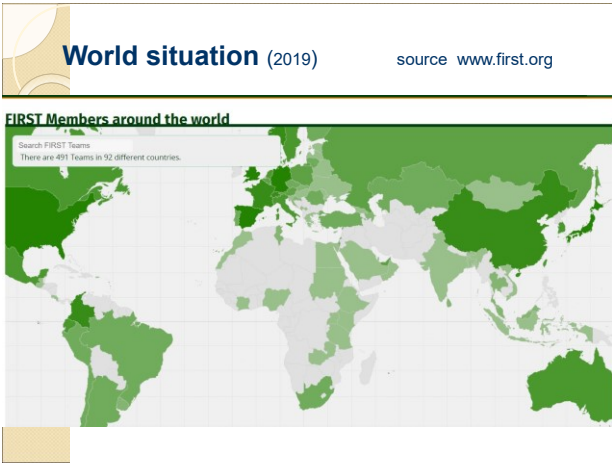 World situation (2019) source www.first.org
FIRST Members around the world
Search FIRST Teams
There are 491 Teams in 92 different countries.